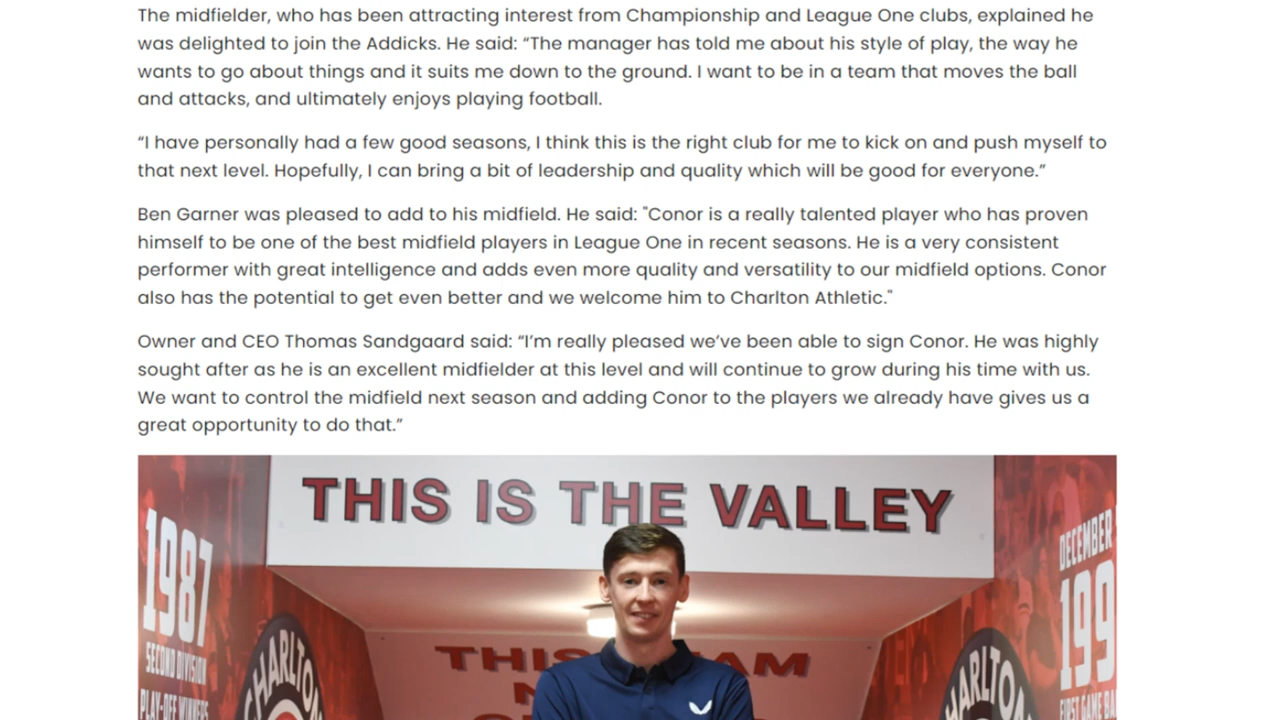 The midfielder, who has been attracting interest from Championship and League One clubs, explained he
was delighted to join the Addicks. He said: “The manager has told me about his style of play, the way he
wants to go about things and it suits me down to the ground. I want to be in a team that moves the ball
and attacks, and ultimately enjoys playing football.
“I have personally had a few good seasons, I think this is the right club for me to kick on and push myself to
that next level. Hopefully, I can bring a bit of leadership and quality which will be good for everyone.”
Ben Garner was pleased to add to his midfield. He said: "Conor is a really talented player who has proven
himself to be one of the best midfield players in League One in recent seasons. He is a very consistent
performer with great intelligence and adds even more quality and versatility to our midfield options. Conor
also has the potential to get even better and we welcome him to Charlton Athletic."
Owner and CEO Thomas Sandgaard said: “I’m really pleased we’ve been able to sign Conor. He was highly
sought after as he is an excellent midfielder at this level and will continue to grow during his time with us.
We want to control the midfield next season and adding Conor to the players we already have gives us a
great opportunity to do that.”
THIS IS THE VALLEY
1987
SECOND DIVISION
PLAY-OFF WINNERS
CHARLTON
THIS
AM
CHARLTON
DECEMBER
199
FIRST GAME BA